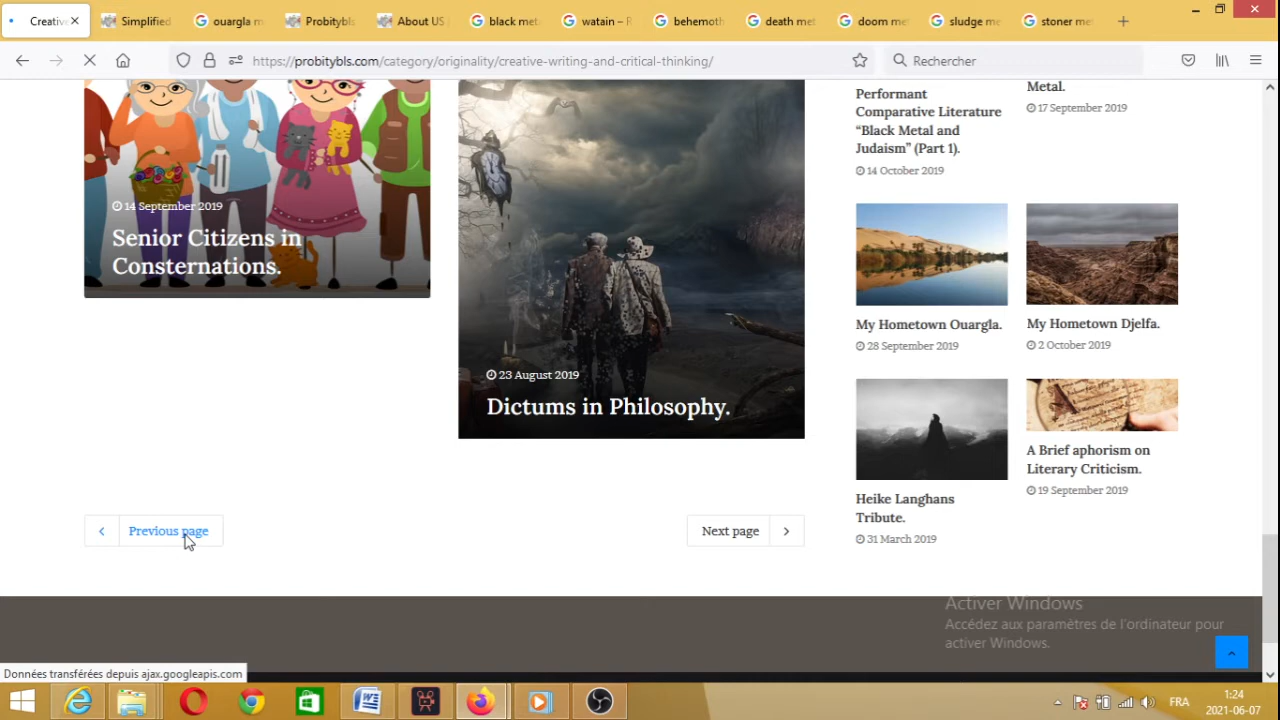 Creative
Simplified
ouargla m
Probitybls
About US
black met
watain – R
behemoth
death met
doom met
sludge me
stoner me
https://probitybls.com/category/originality/creative-writing-and-critical-thinking/
Rechercher
14 September 2019
Senior Citizens in
Consternations.
23 August 2019
Dictums in Philosophy.
Previous page
Next page
Performant
Comparative Literature
“Black Metal and
Judaism” (Part 1).
14 October 2019
Metal.
17 September 2019
My Hometown Ouargla.
28 September 2019
My Hometown Djelfa.
2 October 2019
Heike Langhans
Tribute.
31 March 2019
A Brief aphorism on
Literary Criticism.
19 September 2019
Activer Windows
Accédez aux paramètres de l'ordinateur pour
activer Windows.
Données transférées depuis ajax.googleapis.com
FRA
1:24
2021-06-07